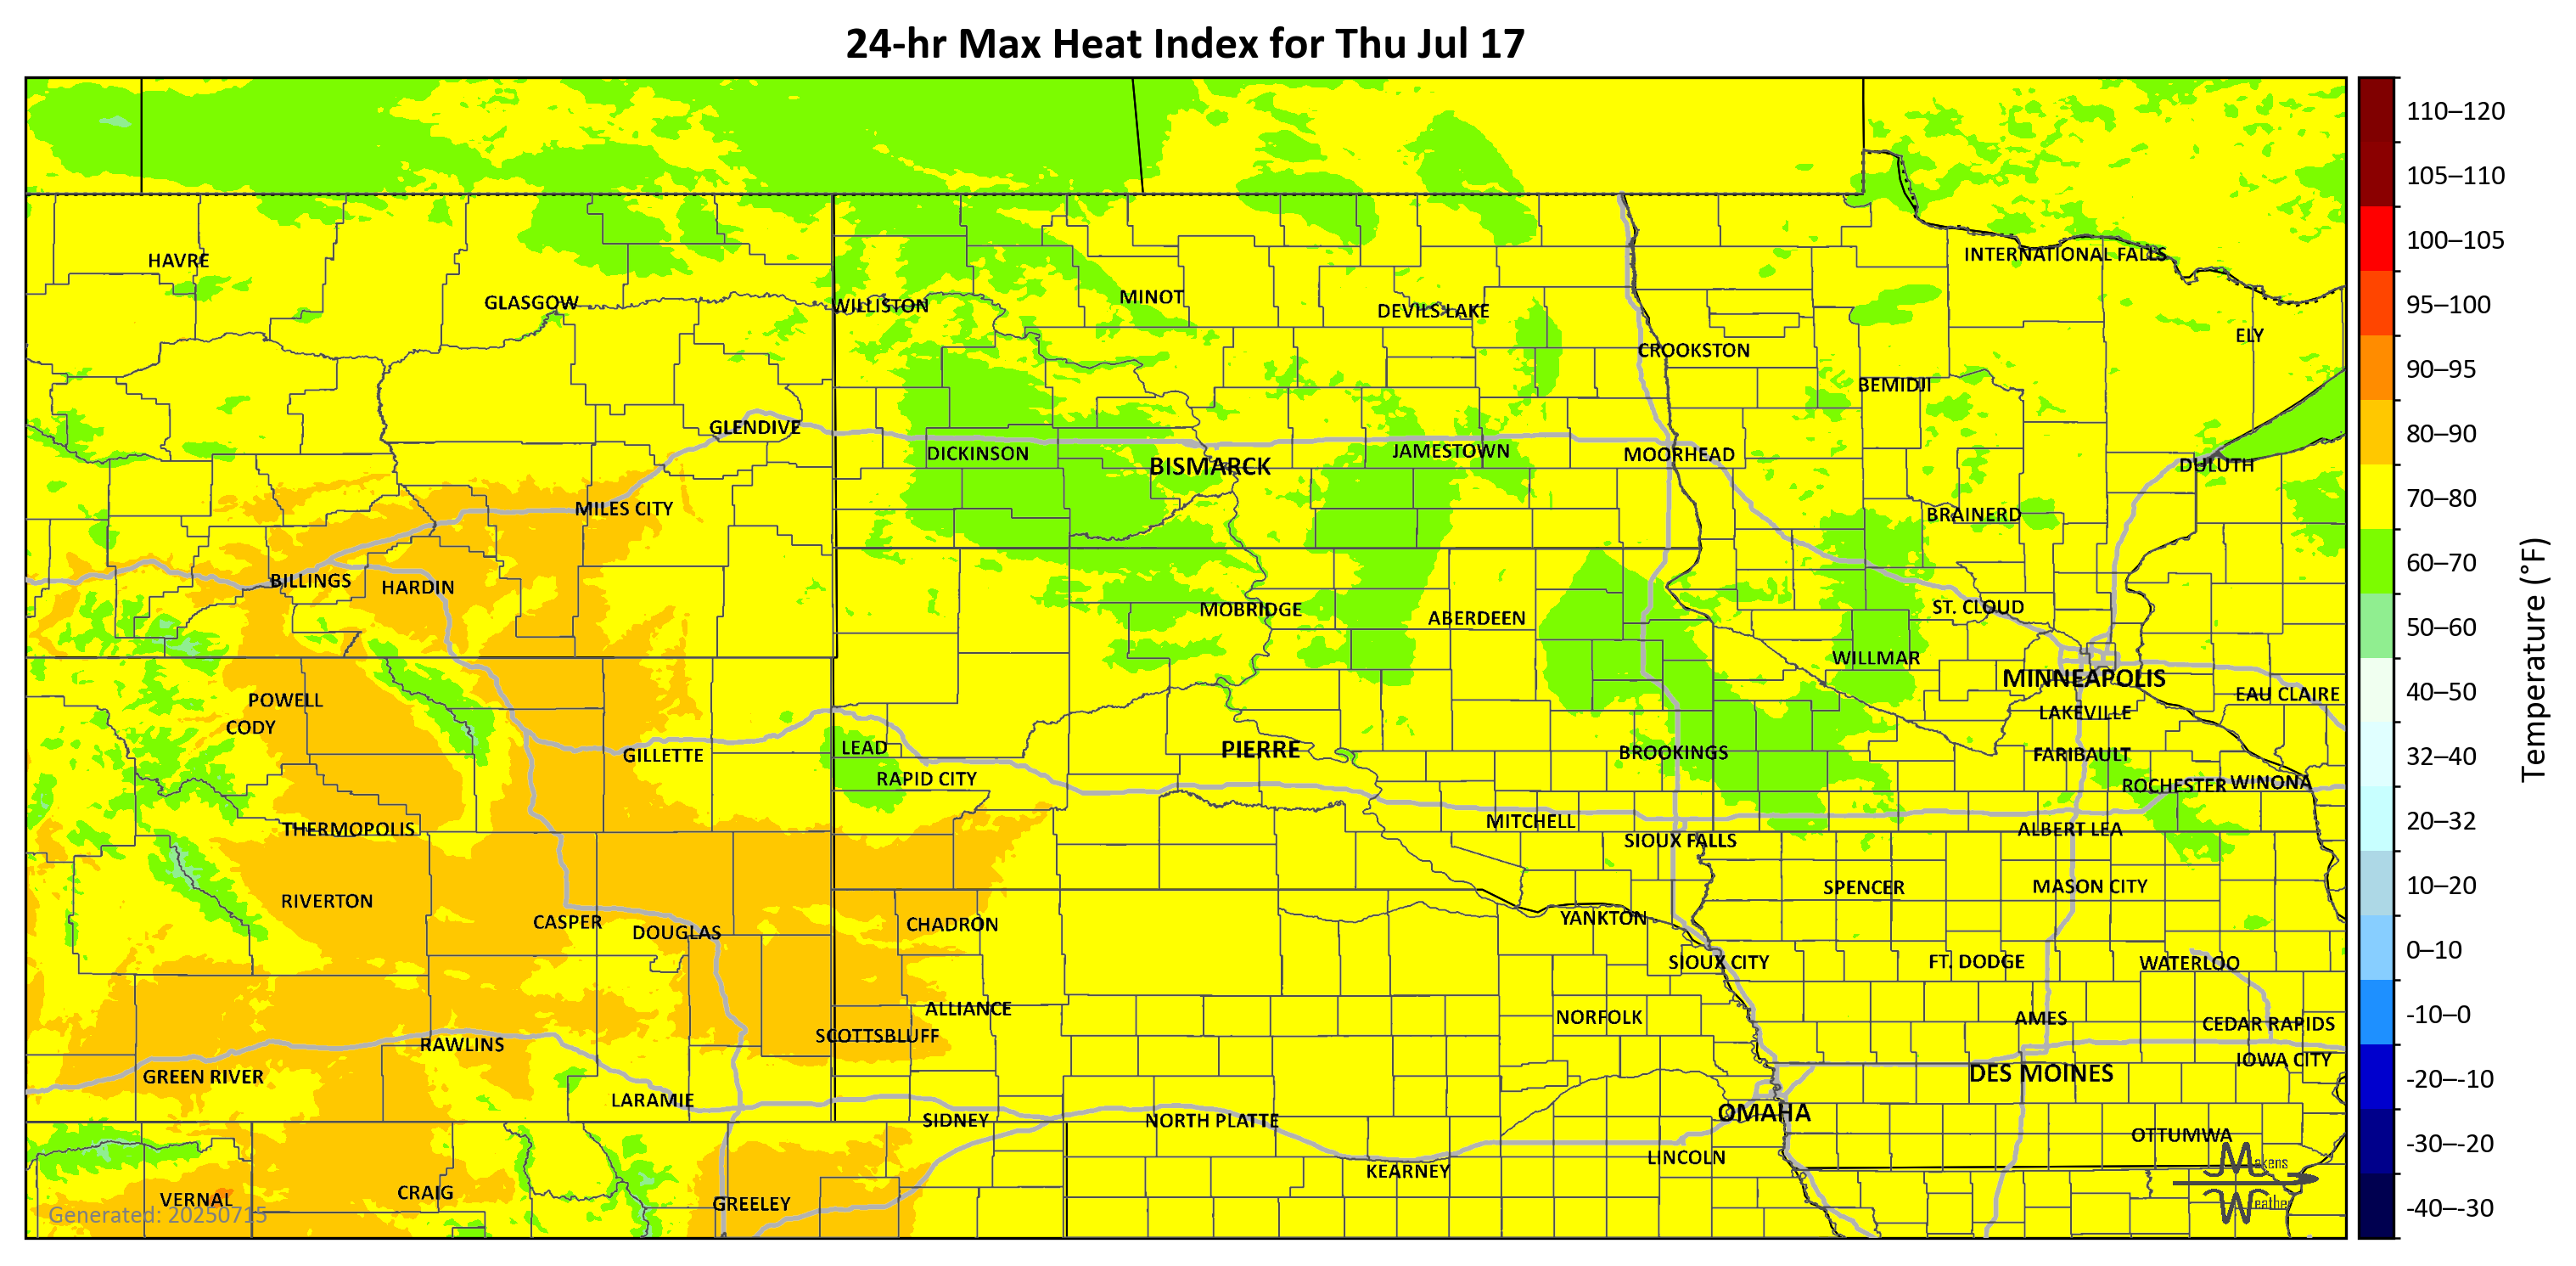 24-hr Max Heat Index for Thu Jul 17
HAVRE
GLASGOW
WILLISTON
MINOT
DEVILS LAKE
INTERNATIONAL FALLS
ELY
CROOKSTON
BEMIDJI
GLENDIVE
DICKINSON
BISMARCK
JAMESTOWN
MOORHEAD
DULUTH
MILES CITY
BRAINERD
BILLINGS
HARDIN
MOBRIDGE
ABERDEEN
ST. CLOUD
WILLMAR
MINNEAPOLIS
EAU CLAIRE
POWELL
CODY
LAKEVILLE
GILLETTE
LEAD
PIERRE
BROOKINGS
FARIBAULT
RAPID CITY
ROCHESTER
WINONA
THERMOPOLIS
MITCHELL
SIOUX FALLS
ALBERT LEA
RIVERTON
SPENCER
MASON CITY
CASPER
DOUGLAS
CHADRON
YANKTON
SIOUX CITY
FT. DODGE
WATERLOO
ALLIANCE
NORFOLK
AMES
CEDAR RAPIDS
SCOTTSBLUFF
RAWLINS
IOWA CITY
GREEN RIVER
DES MOINES
LARAMIE
SIDNEY
NORTH PLATTE
OMAHA
OTTUMWA
LINCOLN
KEARNEY
VERNAL
CRAIG
GREELEY
Generated: 20250715
Makens
Weather
110–120
105–110
100–105
95–100
90–95
80–90
70–80
60–70
50–60
40–50
32–40
20–32
10–20
0–10
-10–0
-20–-10
-30–-20
-40–-30
Temperature (°F)